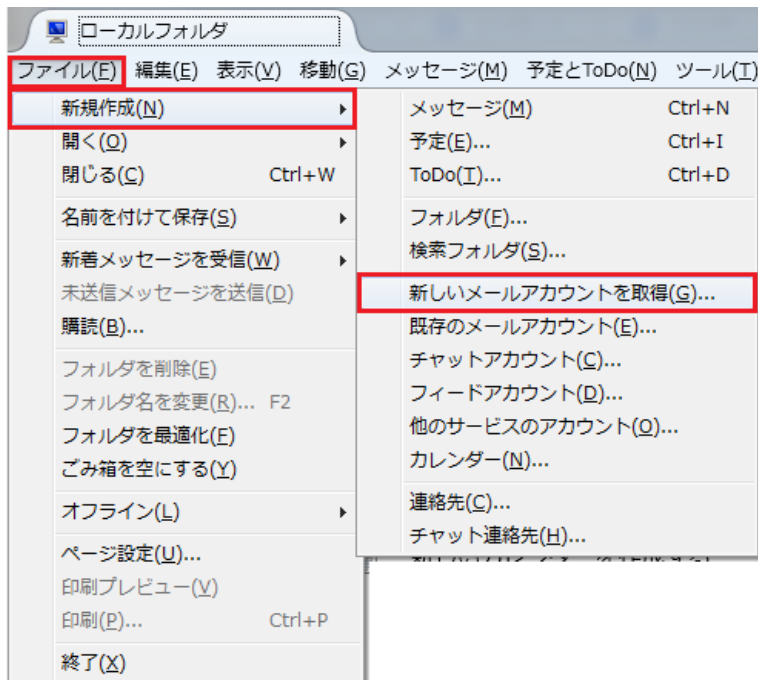 ローカルフォルダ
ファイル(F) 編集(E) 表示(V) 移動(G) メッセージ(M) 予定とToDo(N) ツール(T)
新規作成(N)
開く(O)
閉じる(C) Ctrl+W
名前を付けて保存(S)
新着メッセージを受信(W)
未送信メッセージを送信(D)
購読(B)...
フォルダを削除(E)
フォルダ名を変更(R)... F2
フォルダを最適化(F)
ごみ箱を空にする(Y)
オフライン(L)
ページ設定(U)...
印刷プレビュー(V)
印刷(P)... Ctrl+P
終了(X)
メッセージ(M) Ctrl+N
予定(E)... Ctrl+I
ToDo(T)... Ctrl+D
フォルダ(F)...
検索フォルダ(S)...
新しいメールアカウントを取得(G)...
既存のメールアカウント(E)...
チャットアカウント(C)...
フィードアカウント(D)...
他のサービスのアカウント(O)...
カレンダー(N)...
連絡先(C)...
チャット連絡先(H)...